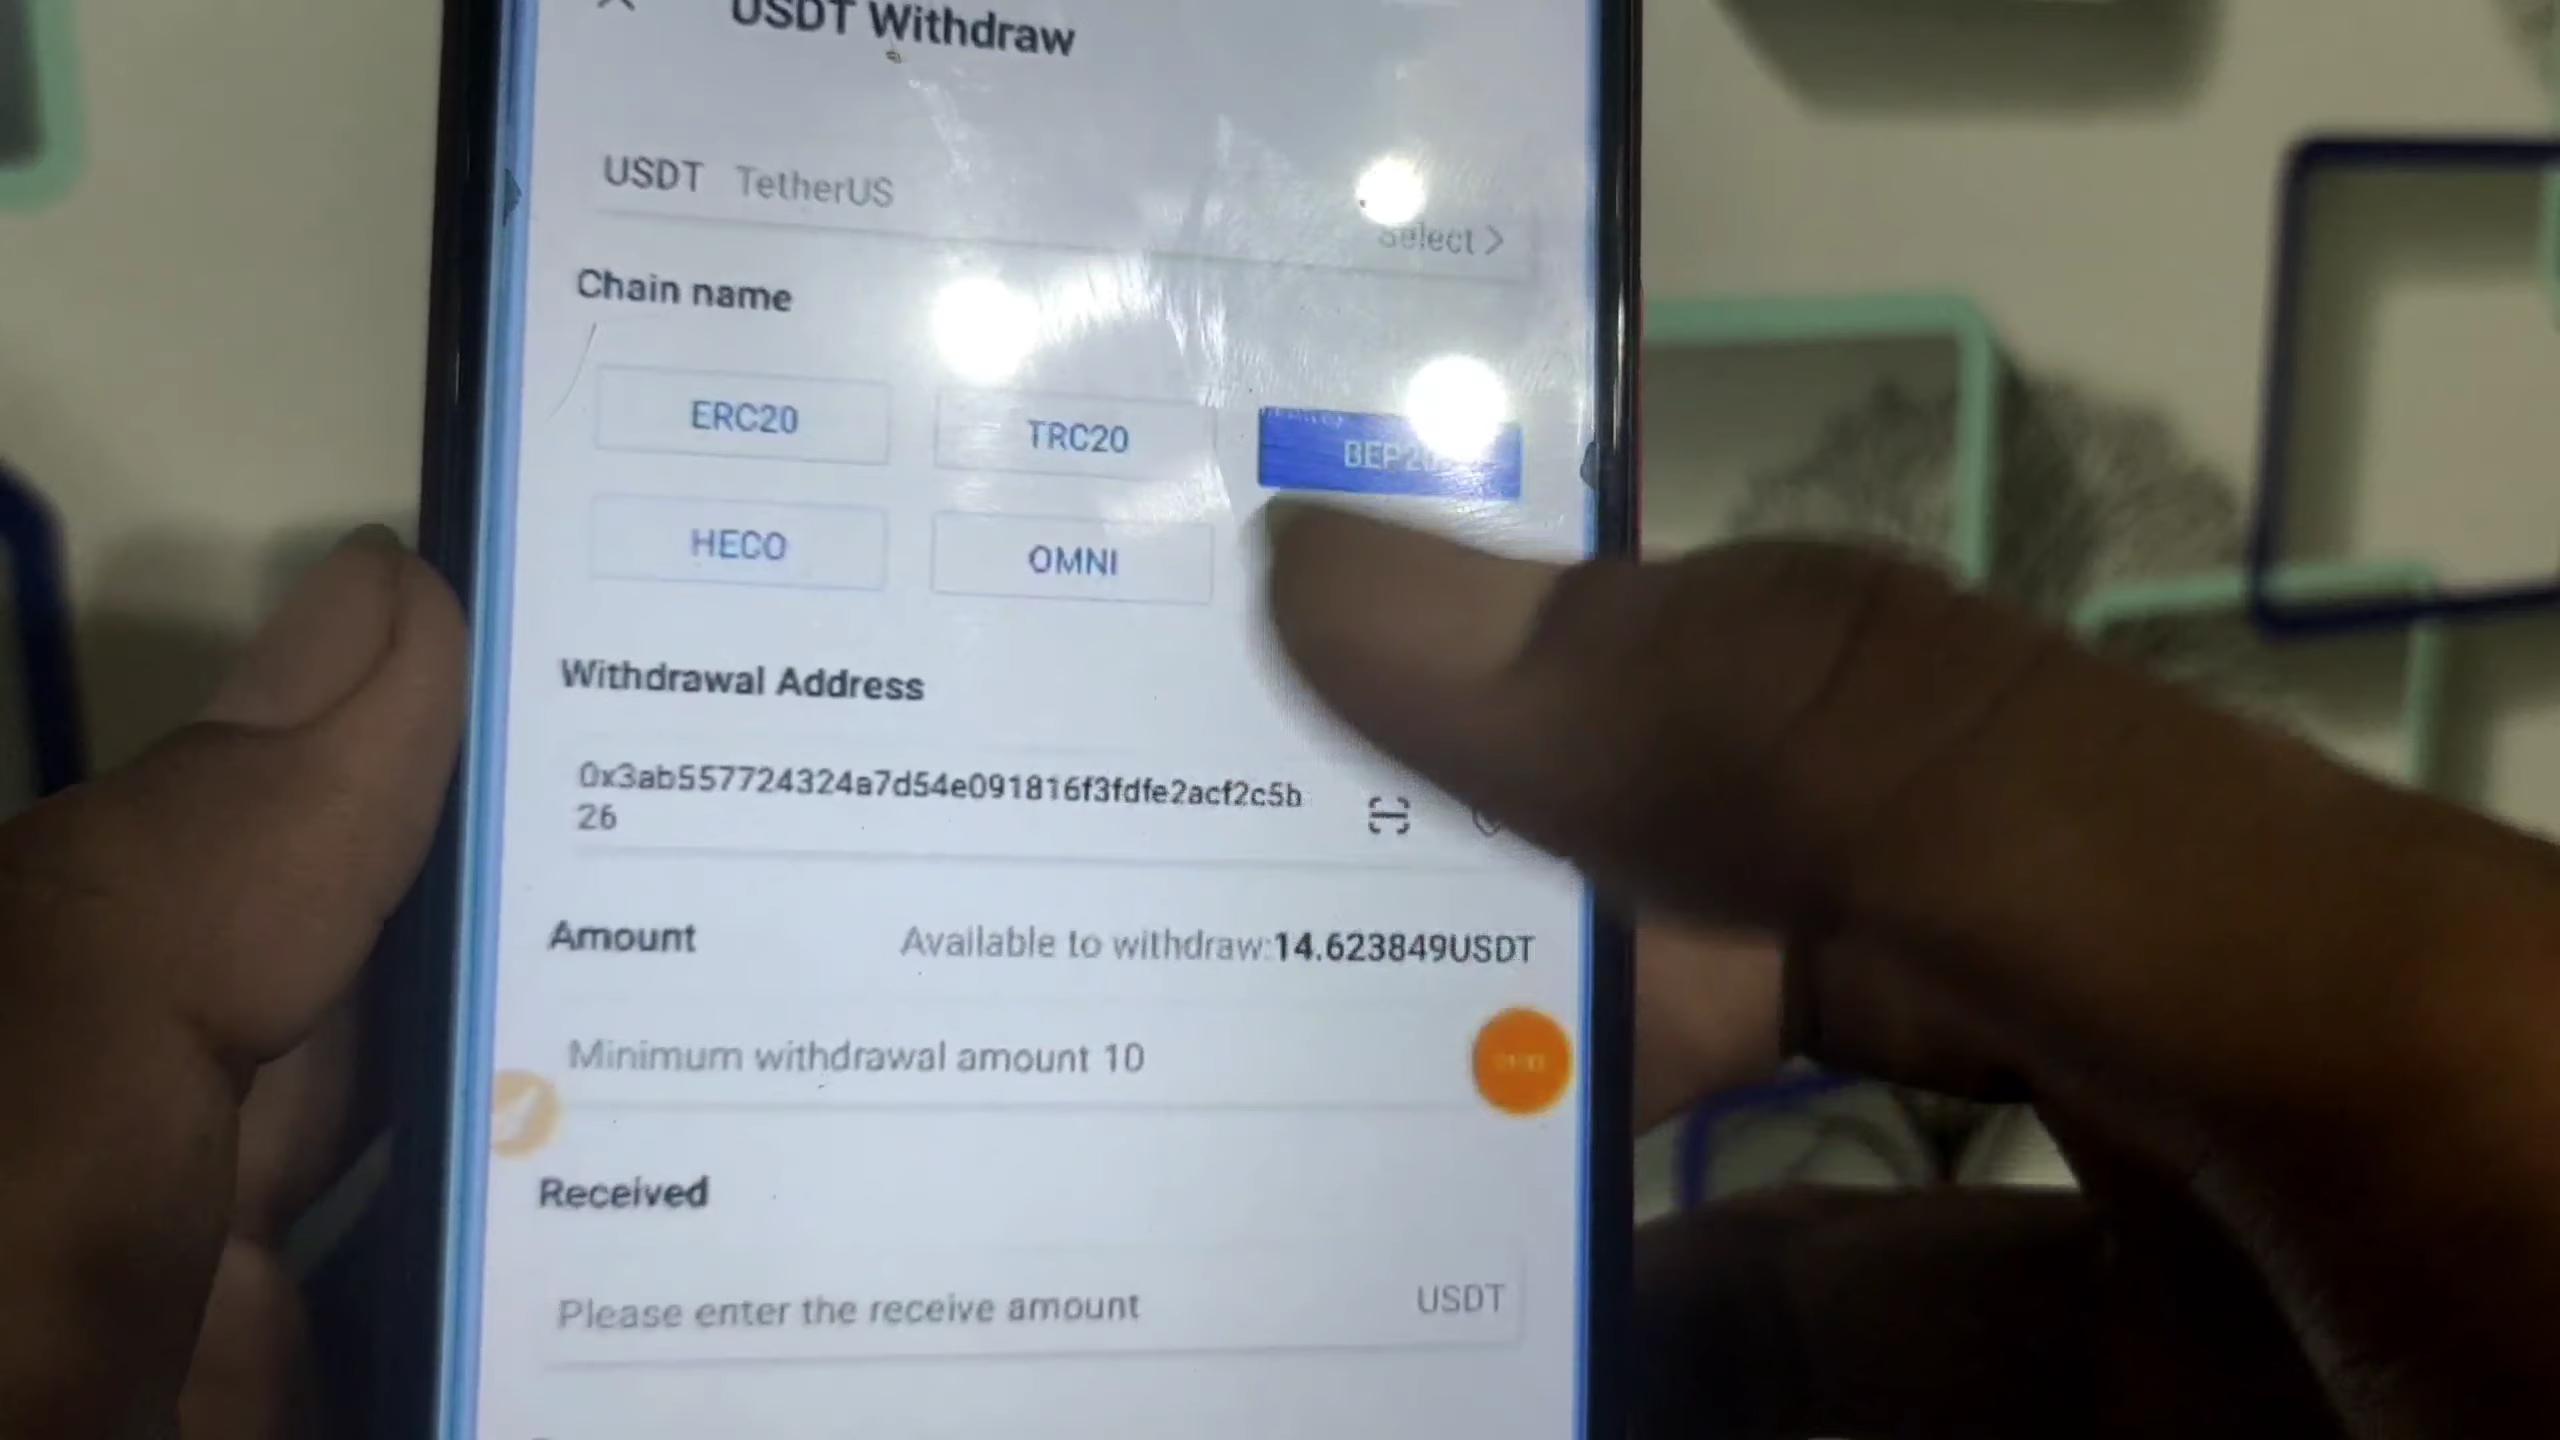 USDT Withdraw
USDT TetherUS
Select >
Chain name
ERC20 TRC20 BEP20
HECO OMNI
Withdrawal Address
0x3ab557724324a7d54e091816f3fdfe2acf2c5b
26
Amount Available to withdraw:14.623849USDT
Minimum withdrawal amount 10
Received
Please enter the receive amount USDT